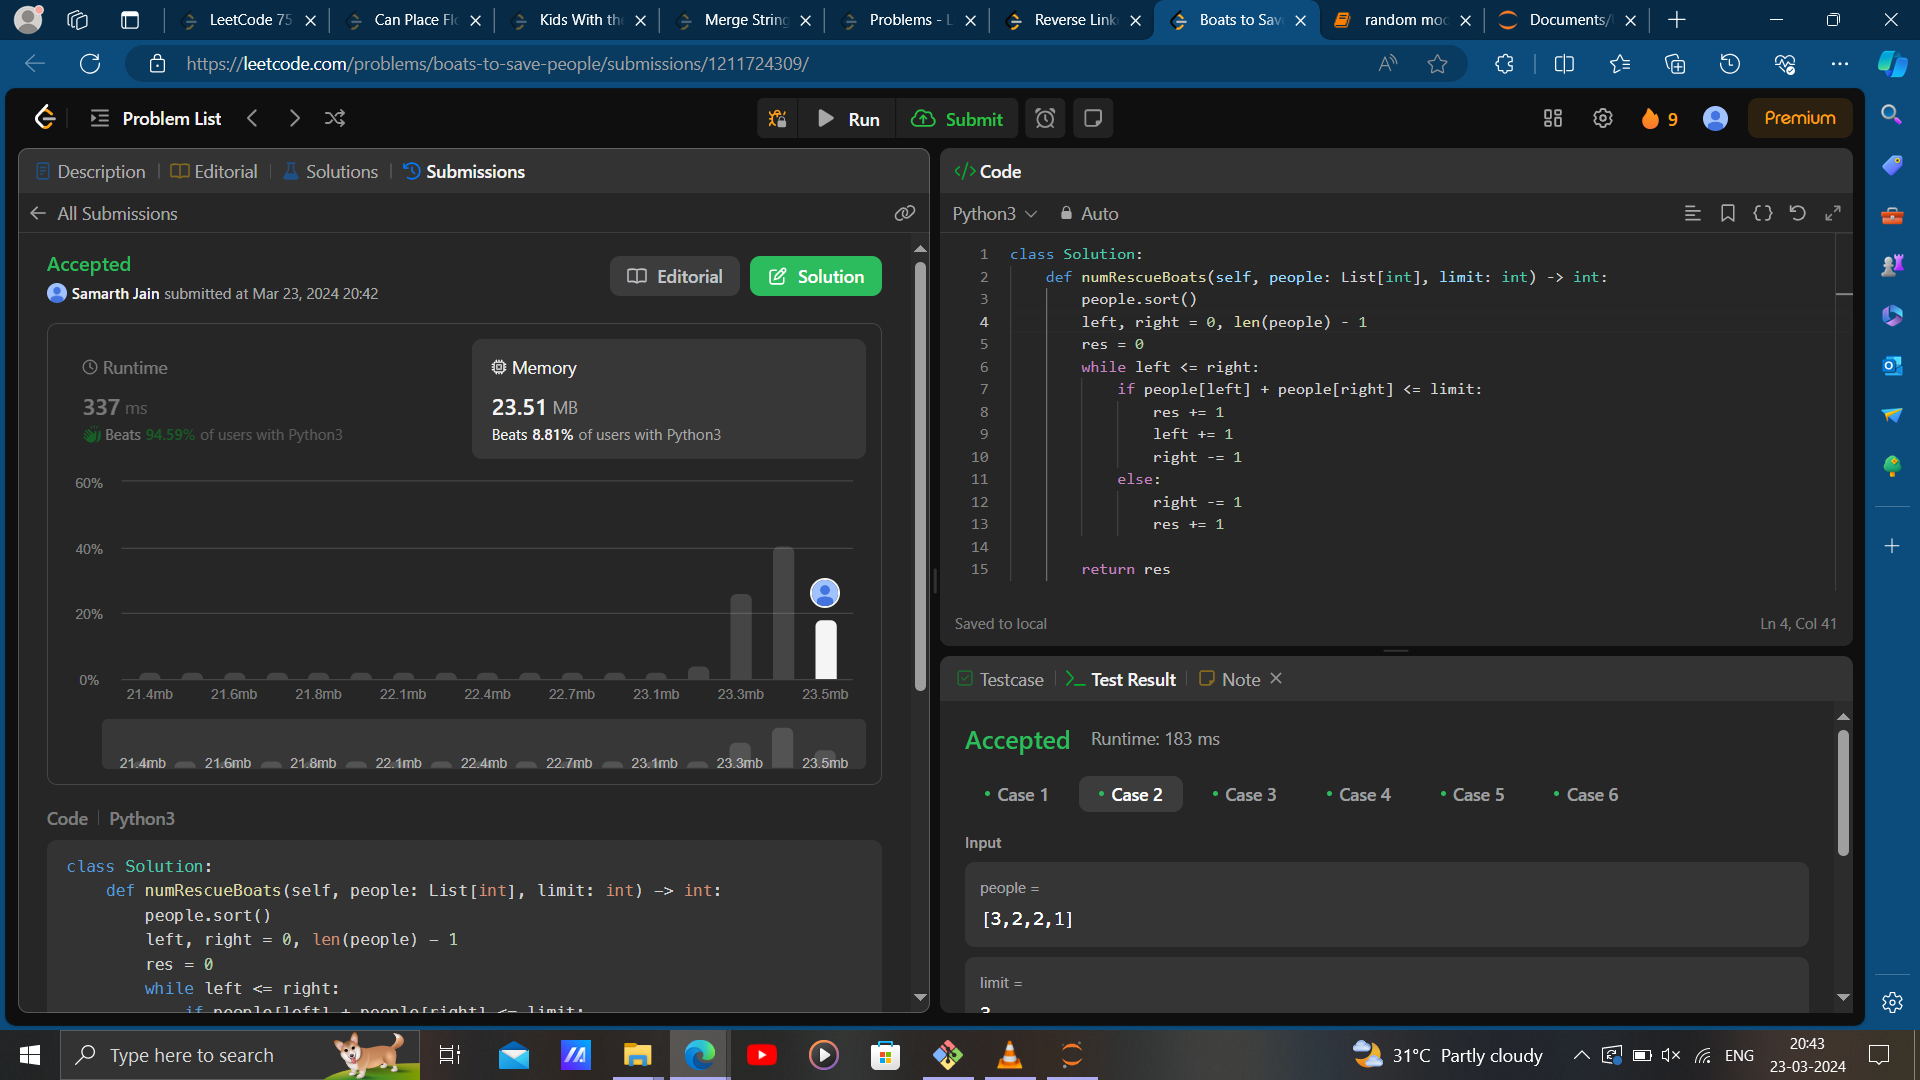 LeetCode 75
Can Place Fl
Kids With the
Merge String
Problems - L
Reverse Link
Boats to Sav
random mod
Documents/
https://leetcode.com/problems/boats-to-save-people/submissions/1211724309/
Problem List
Run
Submit
9
Premium
Description
Editorial
Solutions
Submissions
All Submissions
Accepted
Samarth Jain submitted at Mar 23, 2024 20:42
Editorial
Solution
Runtime
337 ms
Beats 94.59% of users with Python3
Memory
23.51 MB
Beats 8.81% of users with Python3
60%
40%
20%
0%
21.4mb 21.6mb 21.8mb 22.1mb 22.4mb 22.7mb 23.1mb 23.3mb 23.5mb
21.4mb 21.6mb 21.8mb 22.1mb 22.4mb 22.7mb 23.1mb 23.3mb 23.5mb
Code | Python3
class Solution:
def numRescueBoats(self, people: List[int], limit: int) -> int:
people.sort()
left, right = 0, len(people) - 1
res = 0
while left <= right:
if people[left] + people[right] <= limit:
Code
Python3 Auto
1 class Solution:
2 def numRescueBoats(self, people: List[int], limit: int) -> int:
3 people.sort()
4 left, right = 0, len(people) - 1
5 res = 0
6 while left <= right:
7 if people[left] + people[right] <= limit:
8 res += 1
9 left += 1
10 right -= 1
11 else:
12 right -= 1
13 res += 1
14
15 return res
Saved to local
Ln 4, Col 41
Testcase
Test Result
Note
Accepted Runtime: 183 ms
Case 1
Case 2
Case 3
Case 4
Case 5
Case 6
Input
people =
[3,2,2,1]
limit =
3
Type here to search
31°C Partly cloudy
ENG
20:43
23-03-2024